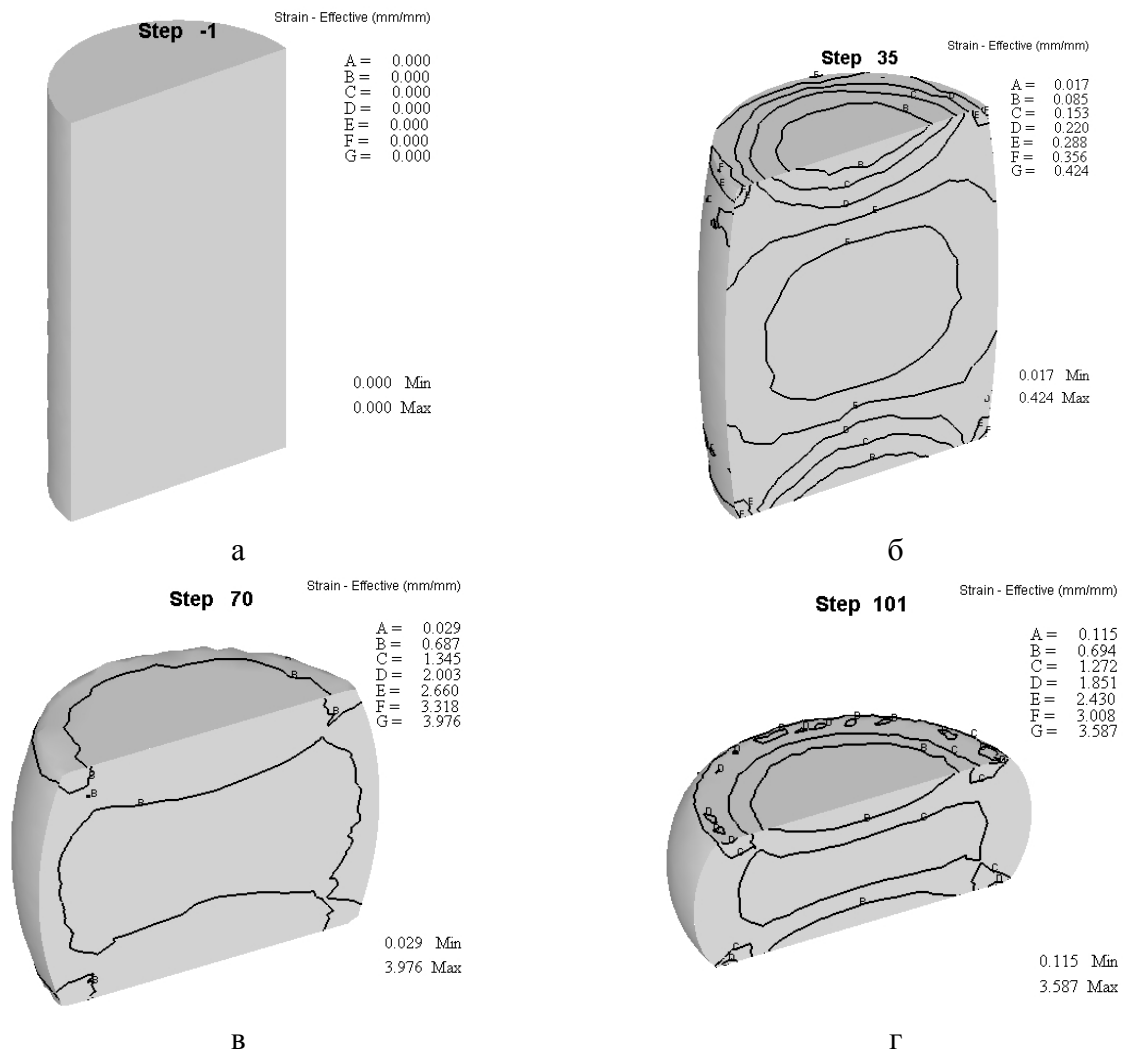 Strain - Effective (mm/mm)
Step -1
A = 0.000
B = 0.000
C = 0.000
D = 0.000
E = 0.000
F = 0.000
G = 0.000
0.000 Min
0.000 Max
а
Strain - Effective (mm/mm)
Step 35
A = 0.017
B = 0.085
C = 0.153
D = 0.220
E = 0.288
F = 0.356
G = 0.424
0.017 Min
0.424 Max
б
Strain - Effective (mm/mm)
Step 70
A = 0.029
B = 0.687
C = 1.345
D = 2.003
E = 2.660
F = 3.318
G = 3.976
0.029 Min
3.976 Max
в
Strain - Effective (mm/mm)
Step 101
A = 0.115
B = 0.694
C = 1.272
D = 1.851
E = 2.430
F = 3.008
G = 3.587
0.115 Min
3.587 Max
г